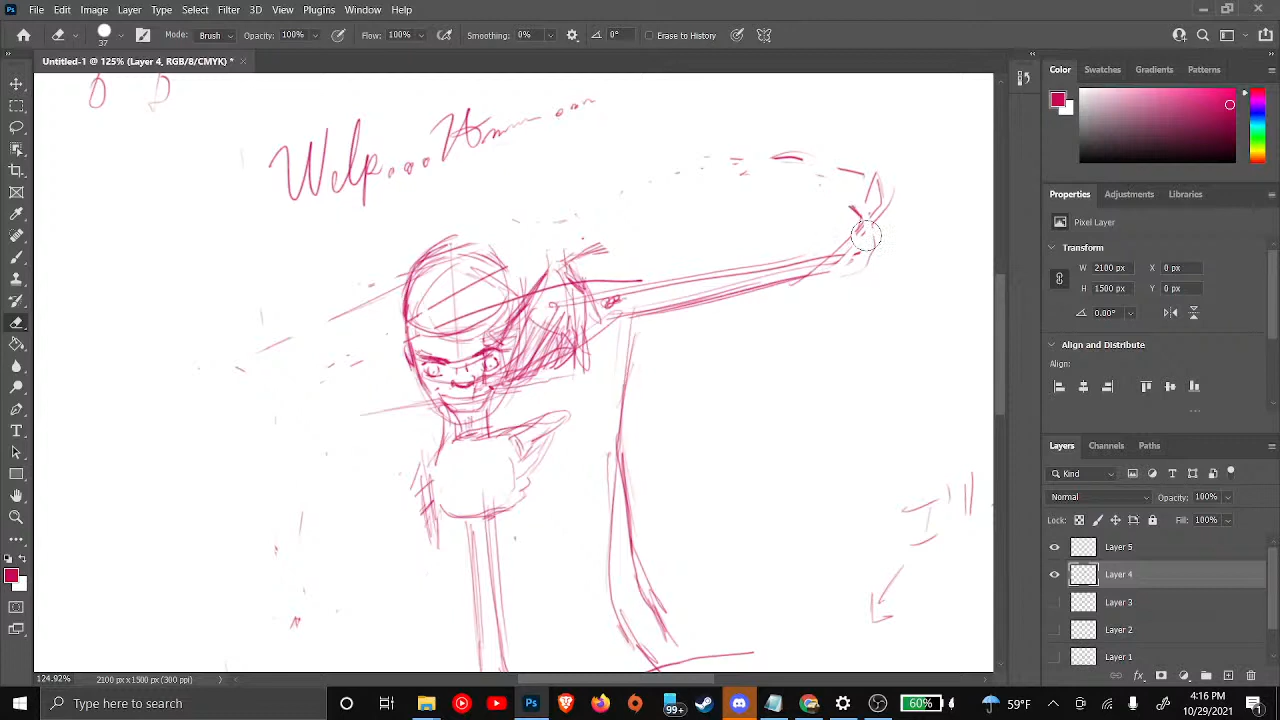 Ps File Edit Image Layer Type Select Filter 3D View Plugins Window Help
Mode: Brush Opacity: 100% Flow: 100% Smoothing: 0% 0° Erase to History
Untitled-1 @ 125% (Layer 4, RGB/8/CMYK) *
Welp...
I'll
Color Swatches Gradients Patterns
Properties Adjustments Libraries
Pixel Layer
Transform
W 2100 px X 0 px
H 1500 px Y 0 px
0.00°
Align and Distribute
Align:
Layers Channels Paths
Kind
Normal Opacity: 100%
Lock: Fill: 100%
Layer 5
Layer 4
Layer 3
Layer 2
Layer 1
124.92% 2100 px x 1500 px (300 ppi)
Type here to search
99+
60%
59°F
4:16 PM
10/29/2021